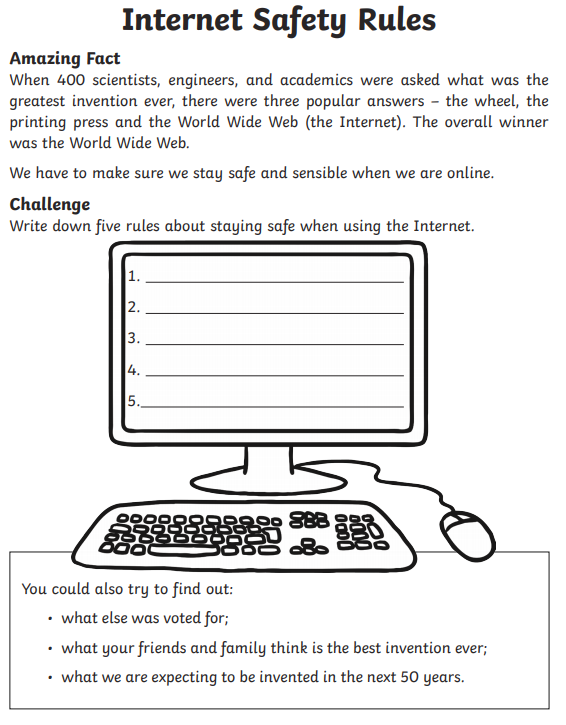 Internet Safety Rules
Amazing Fact
When 400 scientists, engineers, and academics were asked what was the
greatest invention ever, there were three popular answers – the wheel, the
printing press and the World Wide Web (the Internet). The overall winner
was the World Wide Web.
We have to make sure we stay safe and sensible when we are online.
Challenge
Write down five rules about staying safe when using the Internet.
1.
2.
3.
4.
5.
You could also try to find out:
• what else was voted for;
• what your friends and family think is the best invention ever;
• what we are expecting to be invented in the next 50 years.